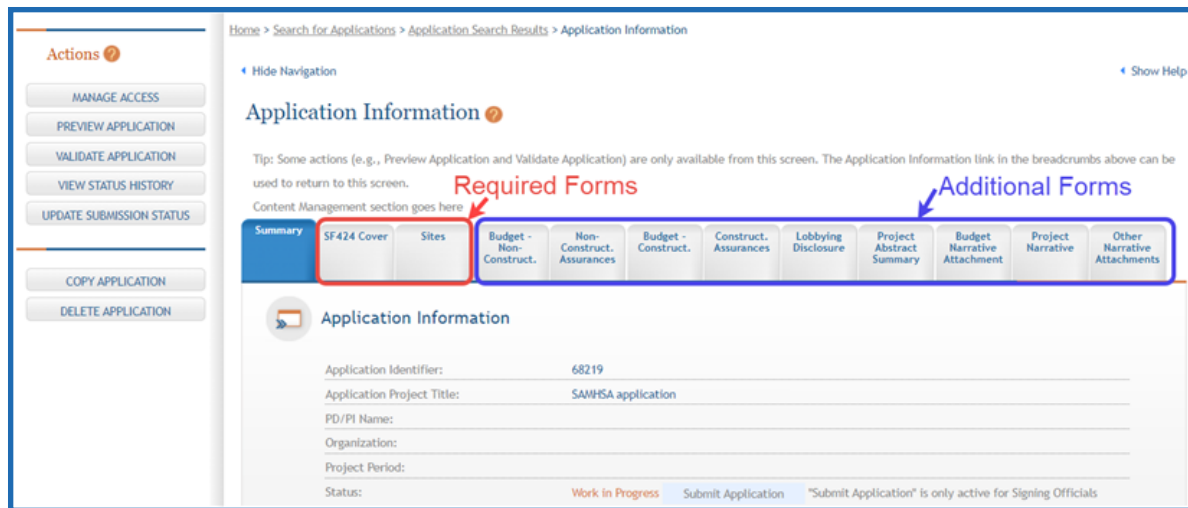 Home > Search for Applications > Application Search Results > Application Information
Actions ?
Hide Navigation
Show Help
MANAGE ACCESS
PREVIEW APPLICATION
VALIDATE APPLICATION
VIEW STATUS HISTORY
UPDATE SUBMISSION STATUS
COPY APPLICATION
DELETE APPLICATION
Application Information ?
Tip: Some actions (e.g., Preview Application and Validate Application) are only available from this screen. The Application Information link in the breadcrumbs above can be
used to return to this screen.
Required Forms
Additional Forms
Content Management section goes here
Summary
SF424 Cover
Sites
Budget -
Non-
Construct.
Non-
Construct.
Assurances
Budget -
Construct.
Construct.
Assurances
Lobbying
Disclosure
Project
Abstract
Summary
Budget
Narrative
Attachment
Project
Narrative
Other
Narrative
Attachments
Application Information
Application Identifier: 68219
Application Project Title: SAMHSA application
PD/PI Name:
Organization:
Project Period:
Status: Work in Progress Submit Application "Submit Application" is only active for Signing Officials